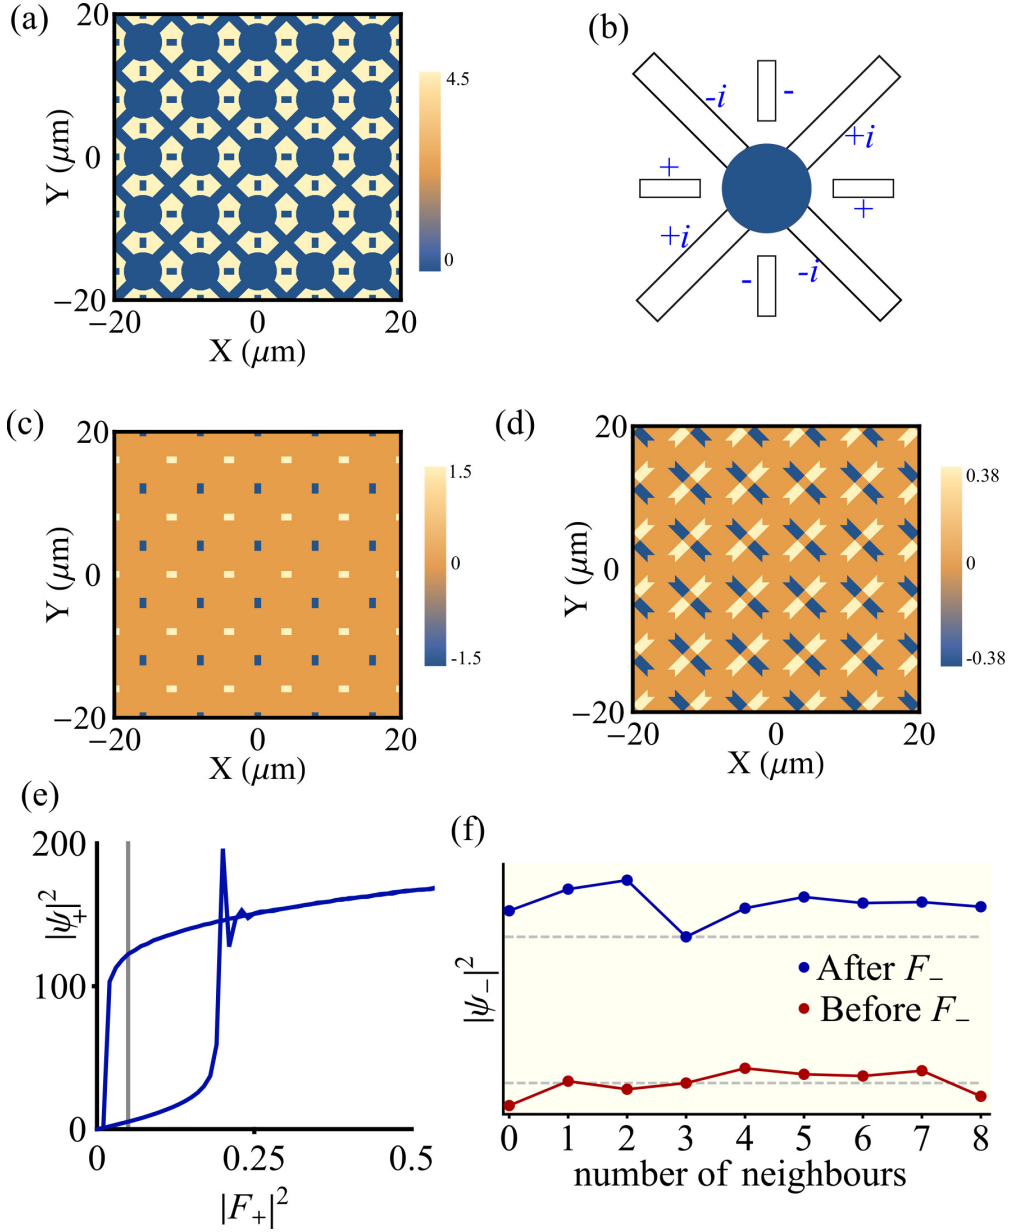 (a)
20
10
0
−10
−20
Y (μm)
−20 0 20
X (μm)
4.5
0
(b)
-i
-
+i
+
+
+i
-
-i
(c)
20
0
−20
Y (μm)
−20 0 20
X (μm)
1.5
0
-1.5
(d)
20
0
−20
Y (μm)
−20 0 20
X (μm)
0.38
0
-0.38
(e)
200
100
0
|ψ+|²
0 0.25 0.5
|F+|²
(f)
|ψ−|²
After F−
Before F−
0 1 2 3 4 5 6 7 8
number of neighbours